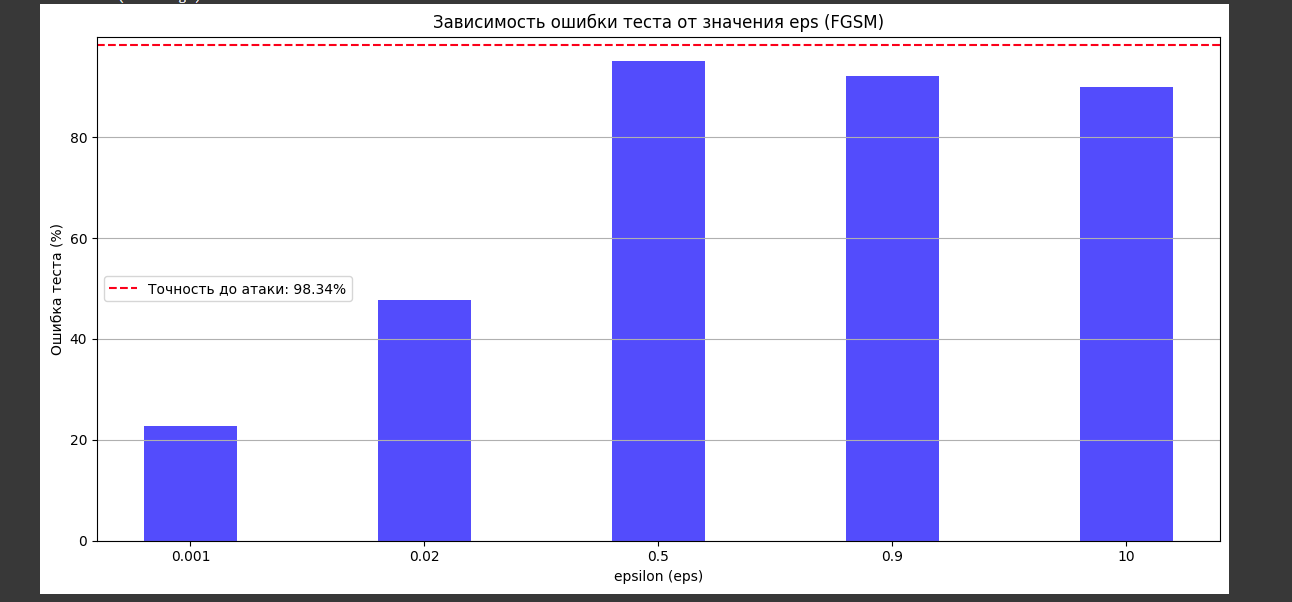 Зависимость ошибки теста от значения eps (FGSM)
Ошибка теста (%)
80
60
40
20
0
Точность до атаки: 98.34%
0.001 0.02 0.5 0.9 10
epsilon (eps)